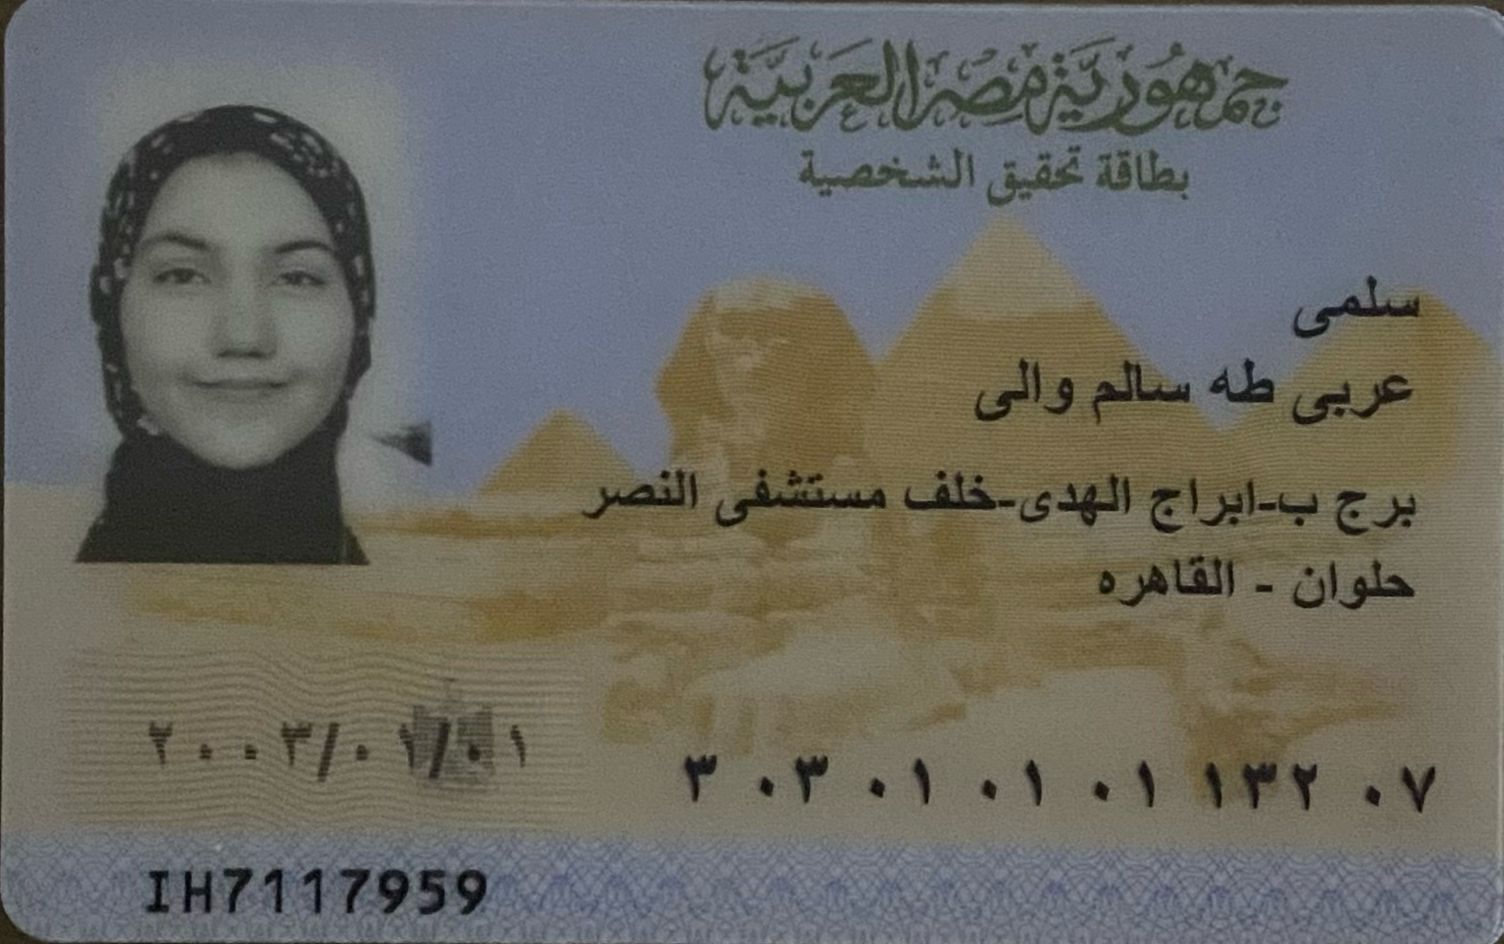 جمهورية مصر العربية
بطاقة تحقيق الشخصية
سلمى
عربى طه سالم والى
برج ب-ابراج الهدى-خلف مستشفى النصر
حلوان - القاهره
٢٠٠٣/٠١/٠١
٣٠٣٠١٠١٠١١٣٢٠٧
IH7117959